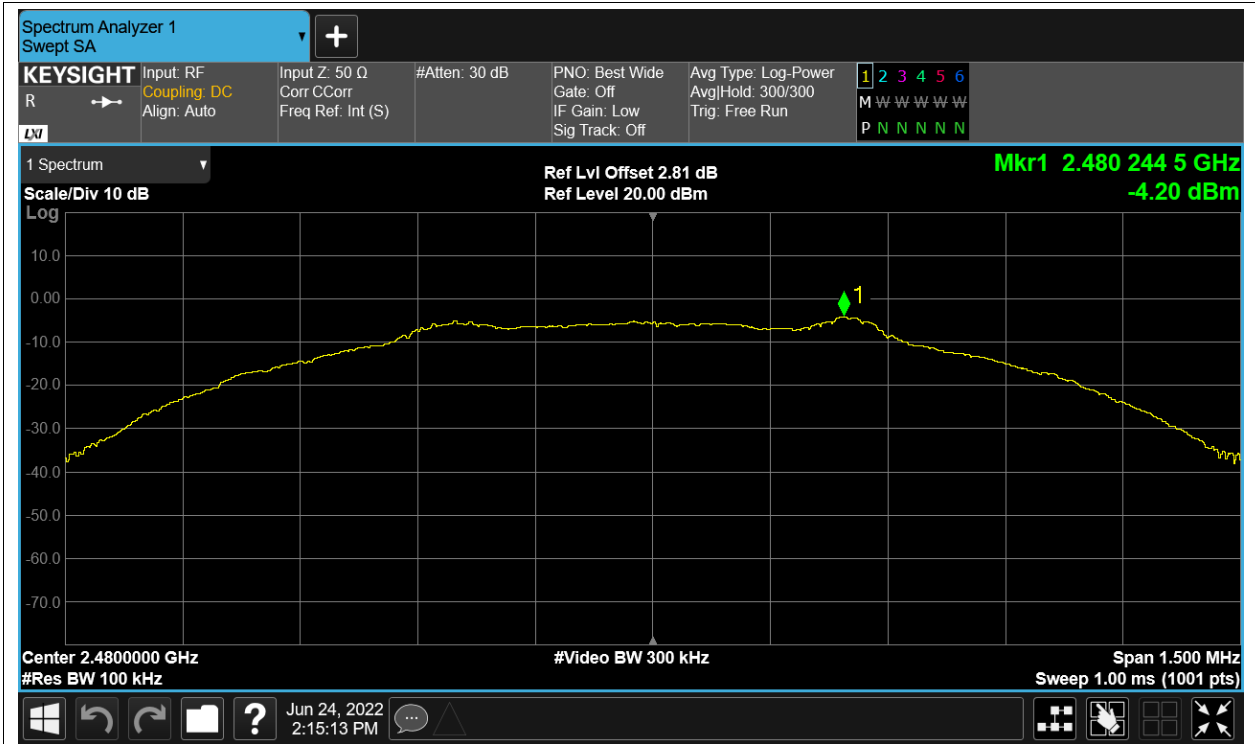 Spectrum Analyzer 1
Swept SA
KEYSIGHT
R
LXI
Input: RF
Coupling: DC
Align: Auto
Input Z: 50 Ω
Corr CCorr
Freq Ref: Int (S)
#Atten: 30 dB
PNO: Best Wide
Gate: Off
IF Gain: Low
Sig Track: Off
Avg Type: Log-Power
Avg|Hold: 300/300
Trig: Free Run
1 2 3 4 5 6
M W W W W W
P N N N N N
1 Spectrum
Scale/Div 10 dB
Log
Ref Lvl Offset 2.81 dB
Ref Level 20.00 dBm
Mkr1 2.480 244 5 GHz
-4.20 dBm
10.0
0.00
-10.0
-20.0
-30.0
-40.0
-50.0
-60.0
-70.0
1
Center 2.4800000 GHz
#Res BW 100 kHz
#Video BW 300 kHz
Span 1.500 MHz
Sweep 1.00 ms (1001 pts)
?
Jun 24, 2022
2:15:13 PM